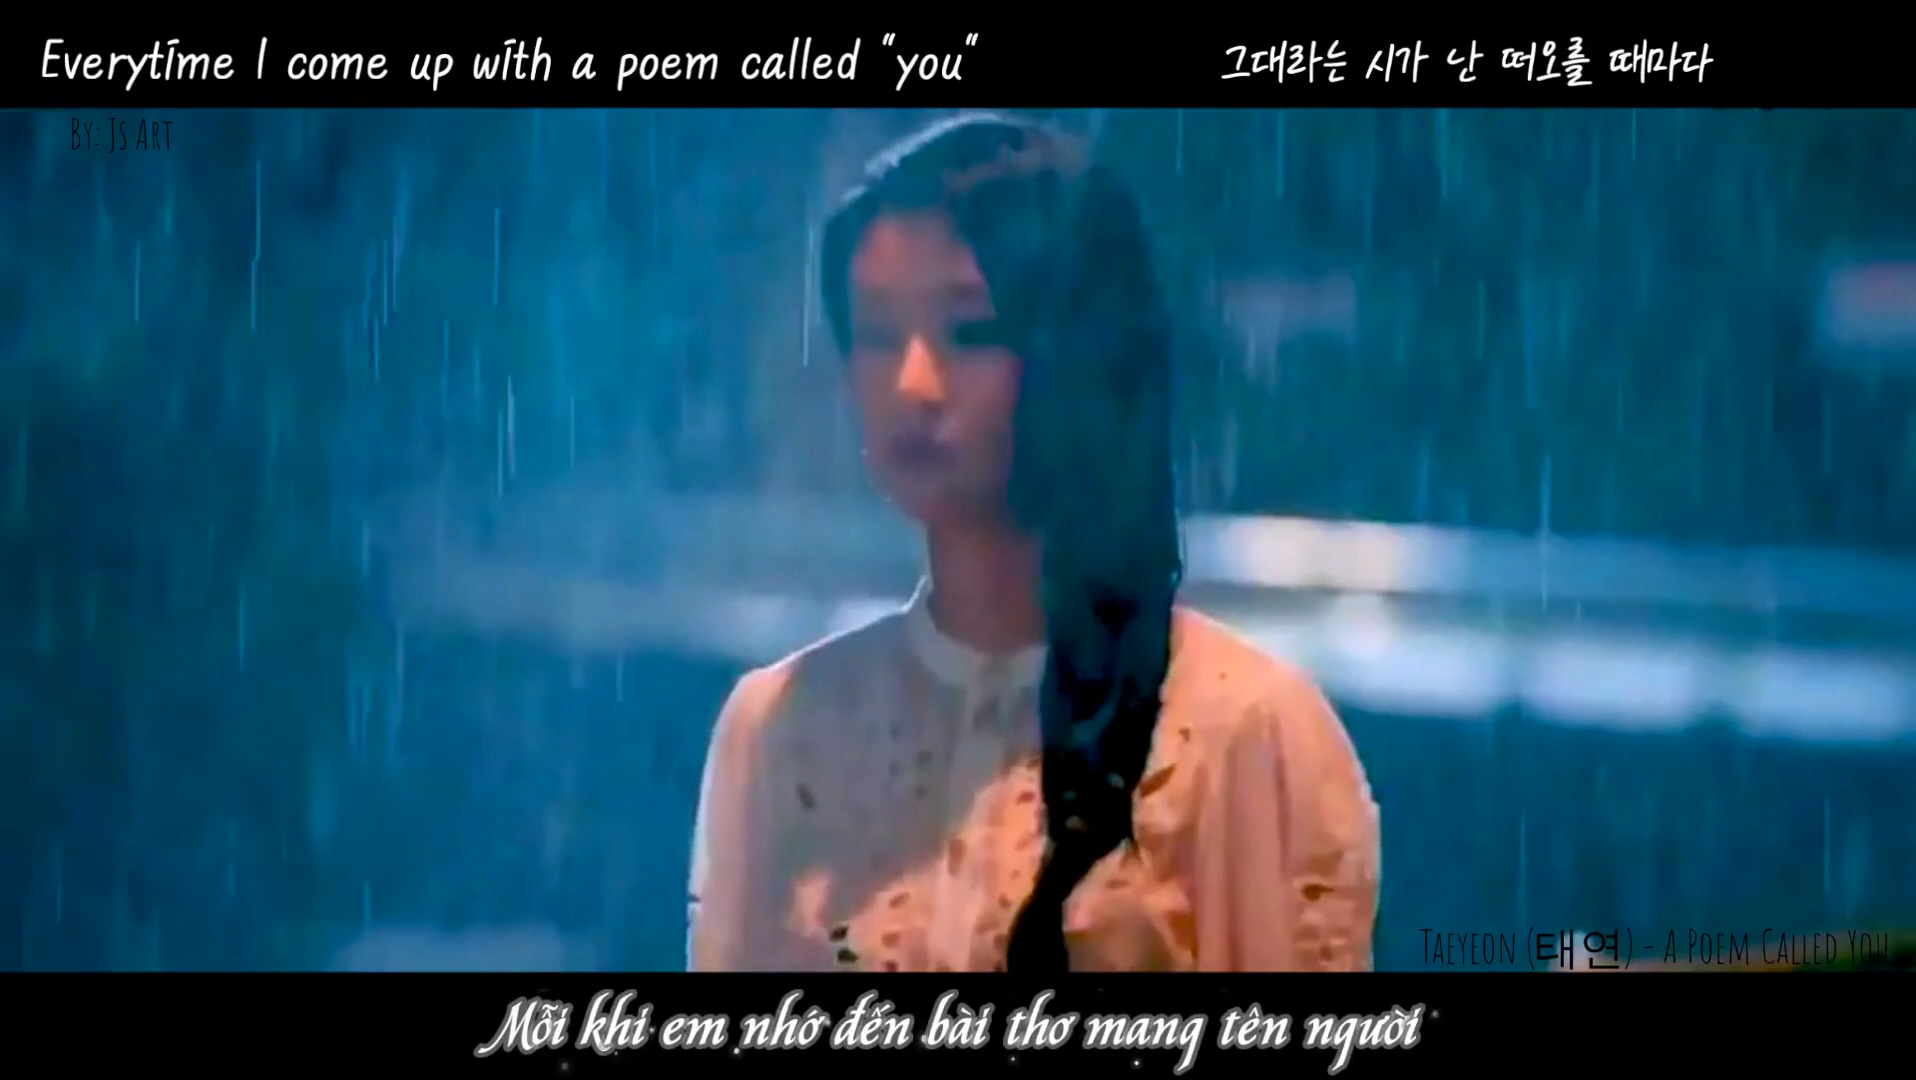 Everytime I come up with a poem called "you"
그대라는 시가 난 떠오를 때마다
By: Js Art
Taeyeon (태연) - A Poem Called You
Mỗi khi em nhớ đến bài thơ mang tên người